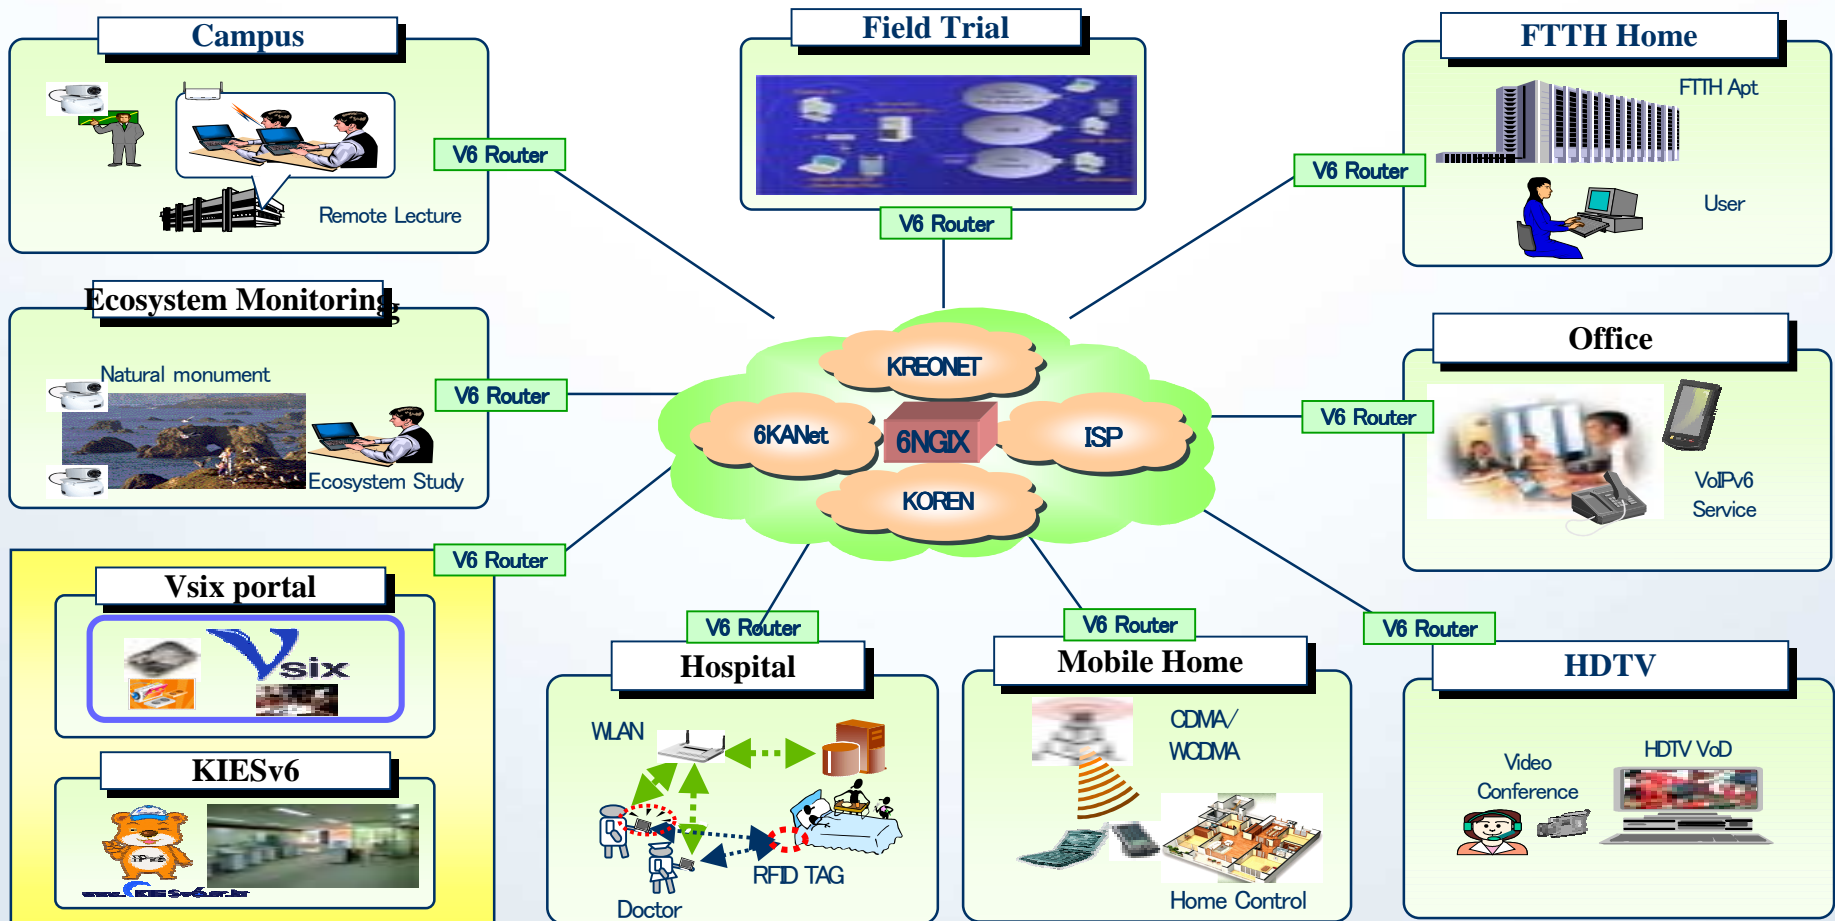 Campus
Remote Lecture
V6 Router
Field Trial
V6 Router
FTTH Home
FTTH Apt
User
V6 Router
Ecosystem Monitoring
Natural monument
Ecosystem Study
V6 Router
KREONET
6KANet
6NGIX
ISP
KOREN
Office
VoIPv6
Service
V6 Router
V6 Router
Vsix portal
Vsix
KIESv6
IPv6
V6 Router
Hospital
WLAN
RFID TAG
Doctor
V6 Router
Mobile Home
CDMA/
WCDMA
Home Control
V6 Router
HDTV
Video
Conference
HDTV VoD